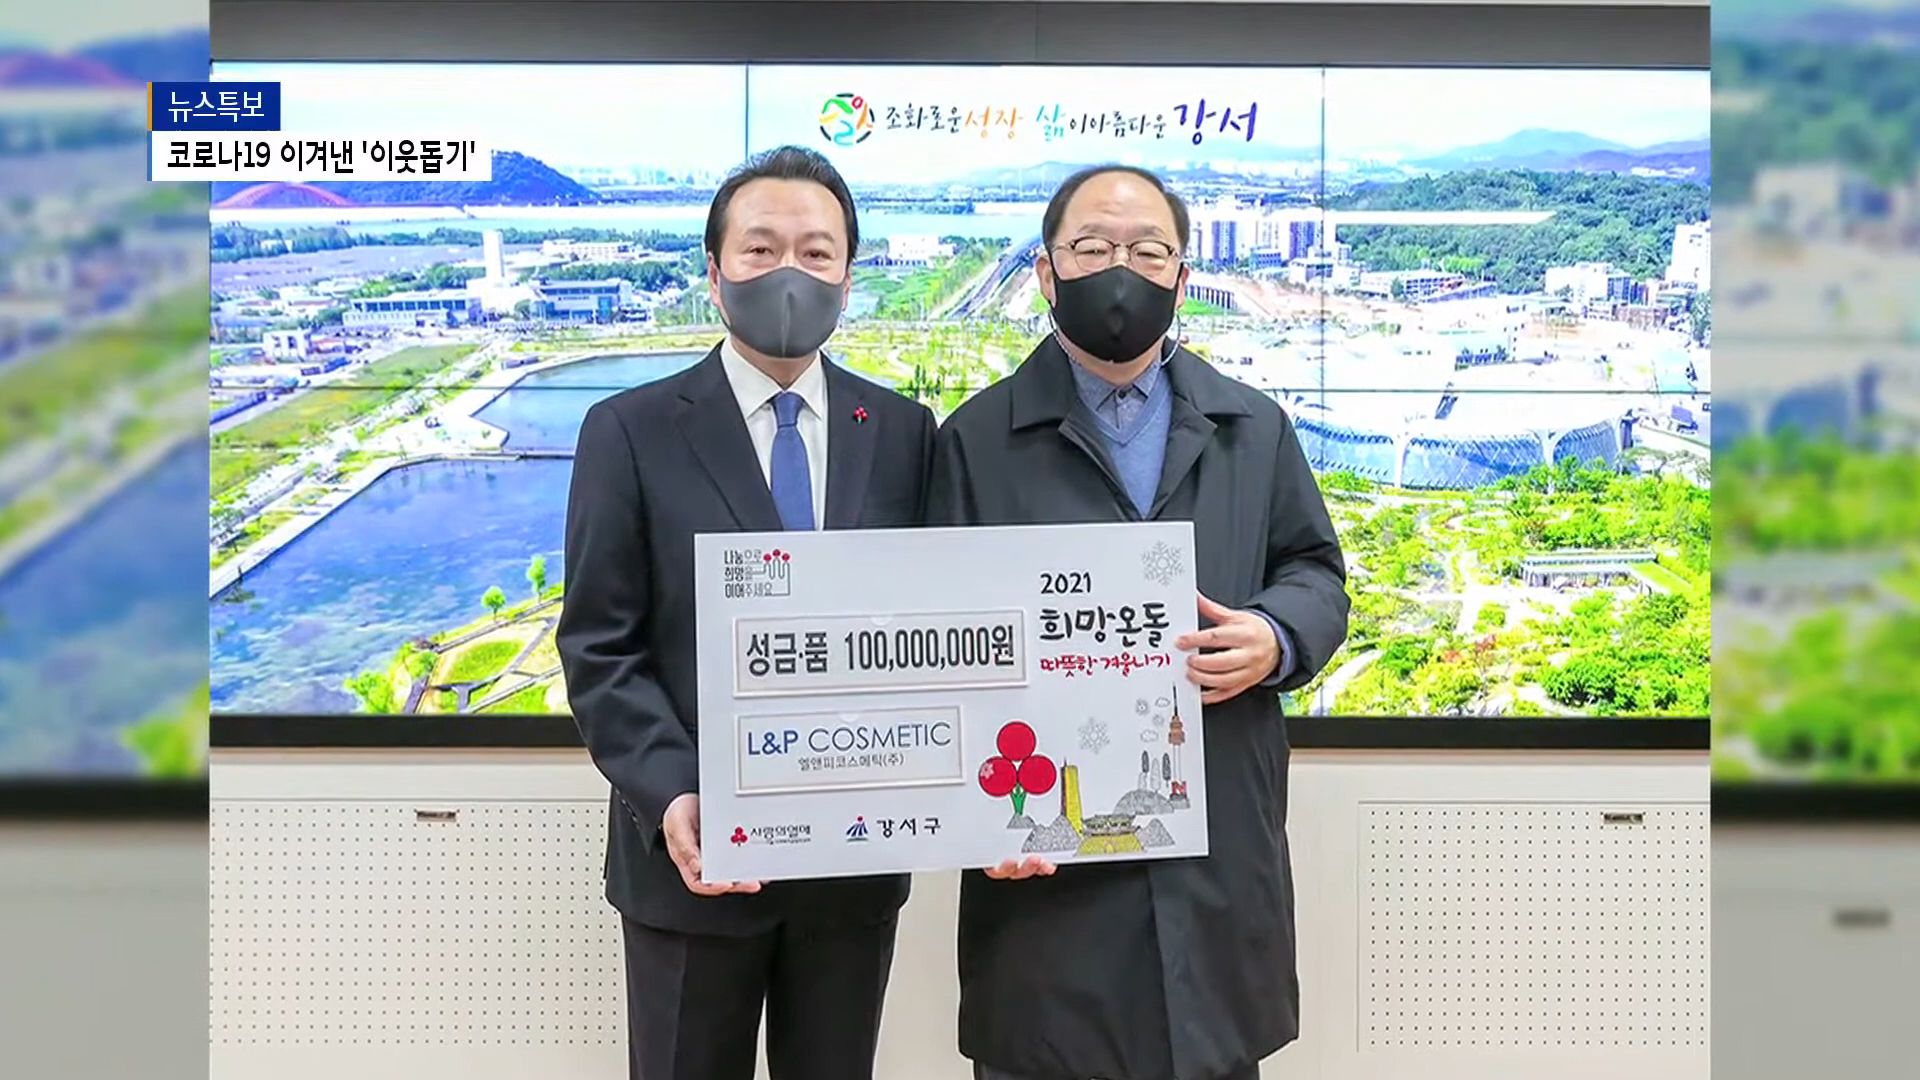 뉴스특보
코로나19 이겨낸 '이웃돕기'
조화로운성장 삶이아름다운 강서
나눔으로
희망을
이어주세요
2021
희망온돌
따뜻한 겨울나기
성금·품 100,000,000원
L&P COSMETIC
엘앤피코스메틱(주)
사랑의열매
강서구